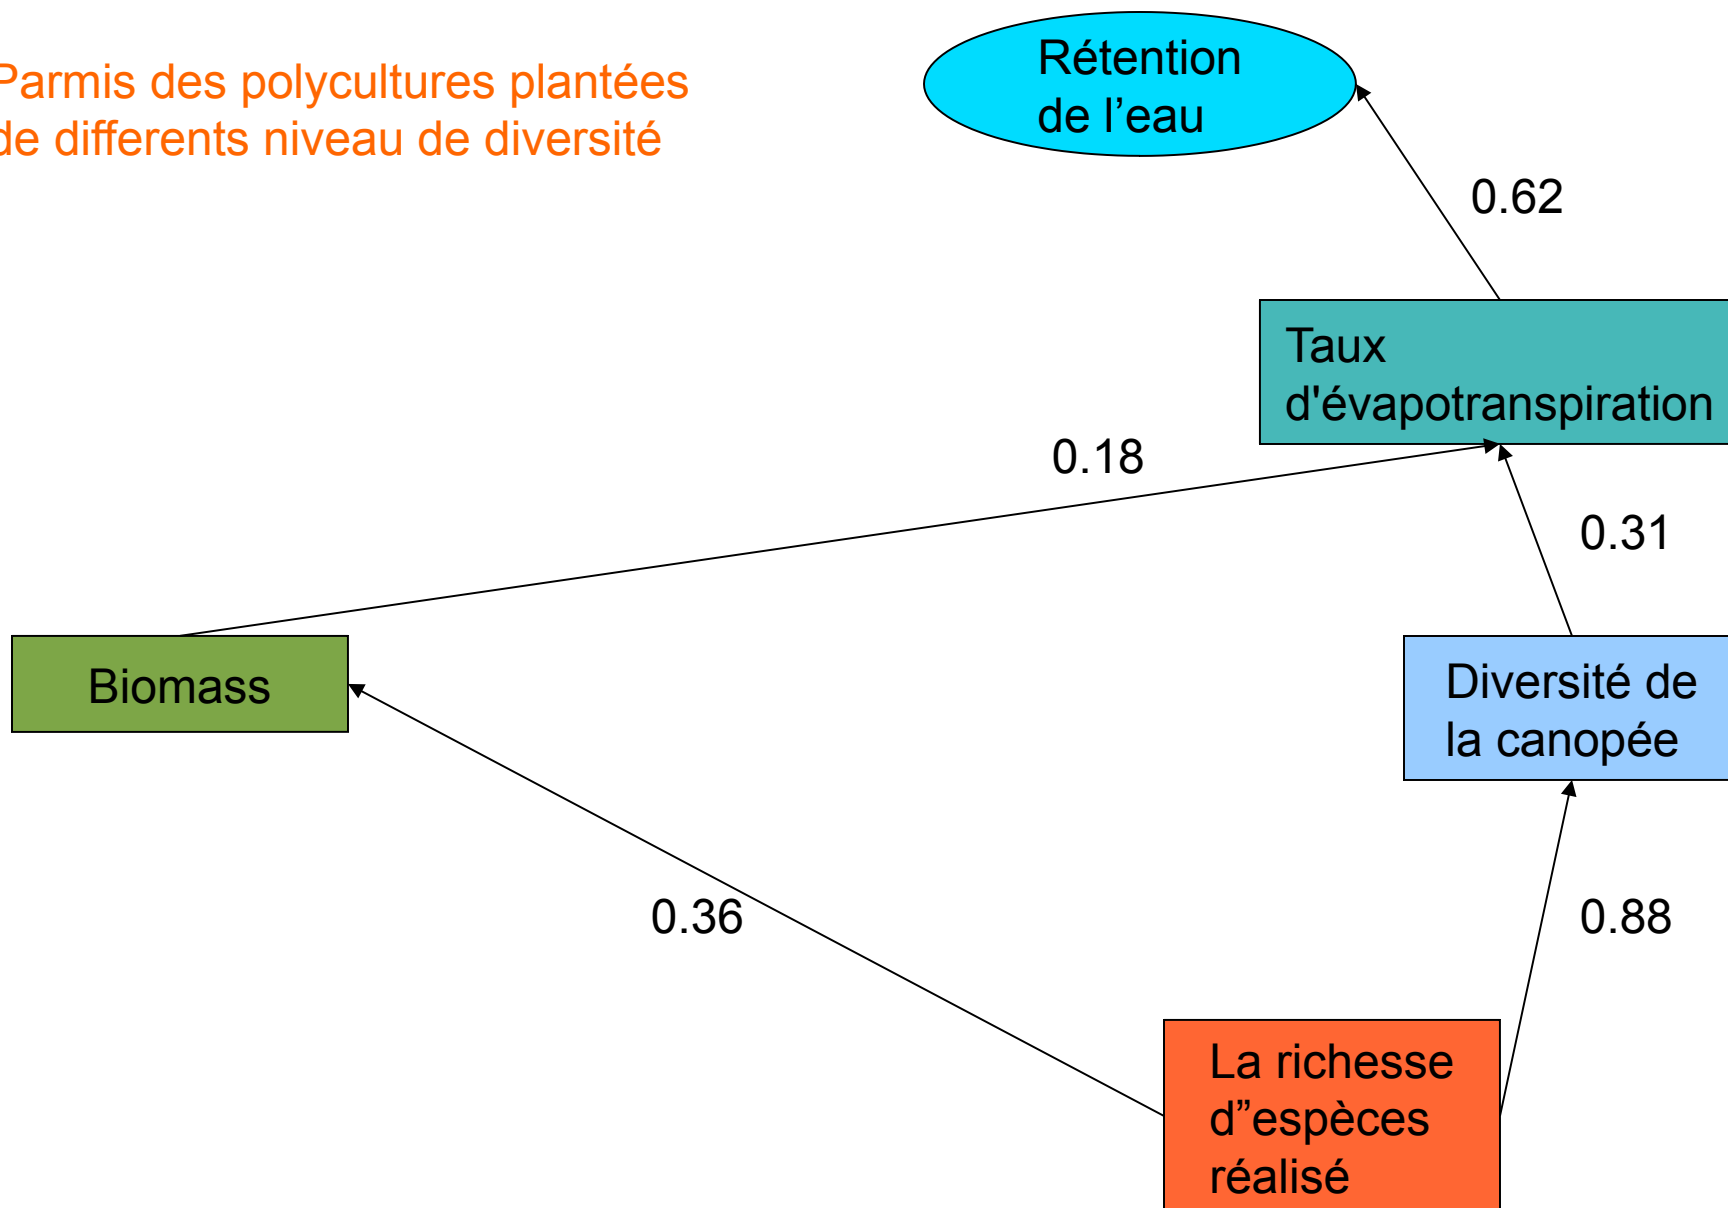 Parmis des polycultures plantées
de differents niveau de diversité
Rétention
de l’eau
0.62
Taux
d'évapotranspiration
0.18
0.31
Biomass
Diversité de
la canopée
0.36
0.88
La richesse
d”espèces
réalisé